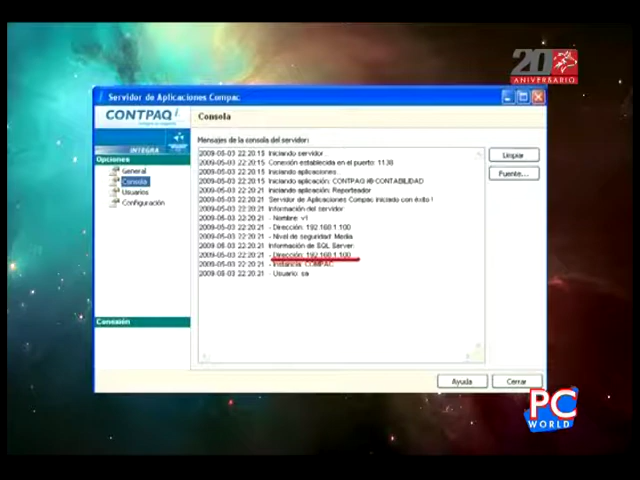 20
ANIVERSARIO
Servidor de Aplicaciones Compac
CONTPAQ i
Consola
INTEGRA
Mensajes de la consola del servidor:
Opciones
General
Consola
Usuarios
Configuración
2009-05-03 22:20:15 Iniciando servidor
2009-05-03 22:20:15 Conexión establecida en el puerto: 1138
2009-05-03 22:20:15 Iniciando aplicaciones
2009-05-03 22:20:15 Iniciando aplicación: CONTPAQ i® CONTABILIDAD
2009-05-03 22:20:21 Iniciando aplicación: Reporteador
2009-05-03 22:20:21 Servidor de Aplicaciones Compac iniciado con éxito !
2009-05-03 22:20:21 Información del servidor
2009-05-03 22:20:21 - Nombre: v1
2009-05-03 22:20:21 - Dirección: 192.168.1.100
2009-05-03 22:20:21 - Nivel de seguridad: Media
2009-05-03 22:20:21 Información de SQL Server:
2009-05-03 22:20:21 - Dirección: 192.168.1.100
2009-05-03 22:20:21 - Instancia: COMPAC
2009-05-03 22:20:21 - Usuario: sa
Limpiar
Fuente...
Conexión
Ayuda
Cerrar
PC
WORLD